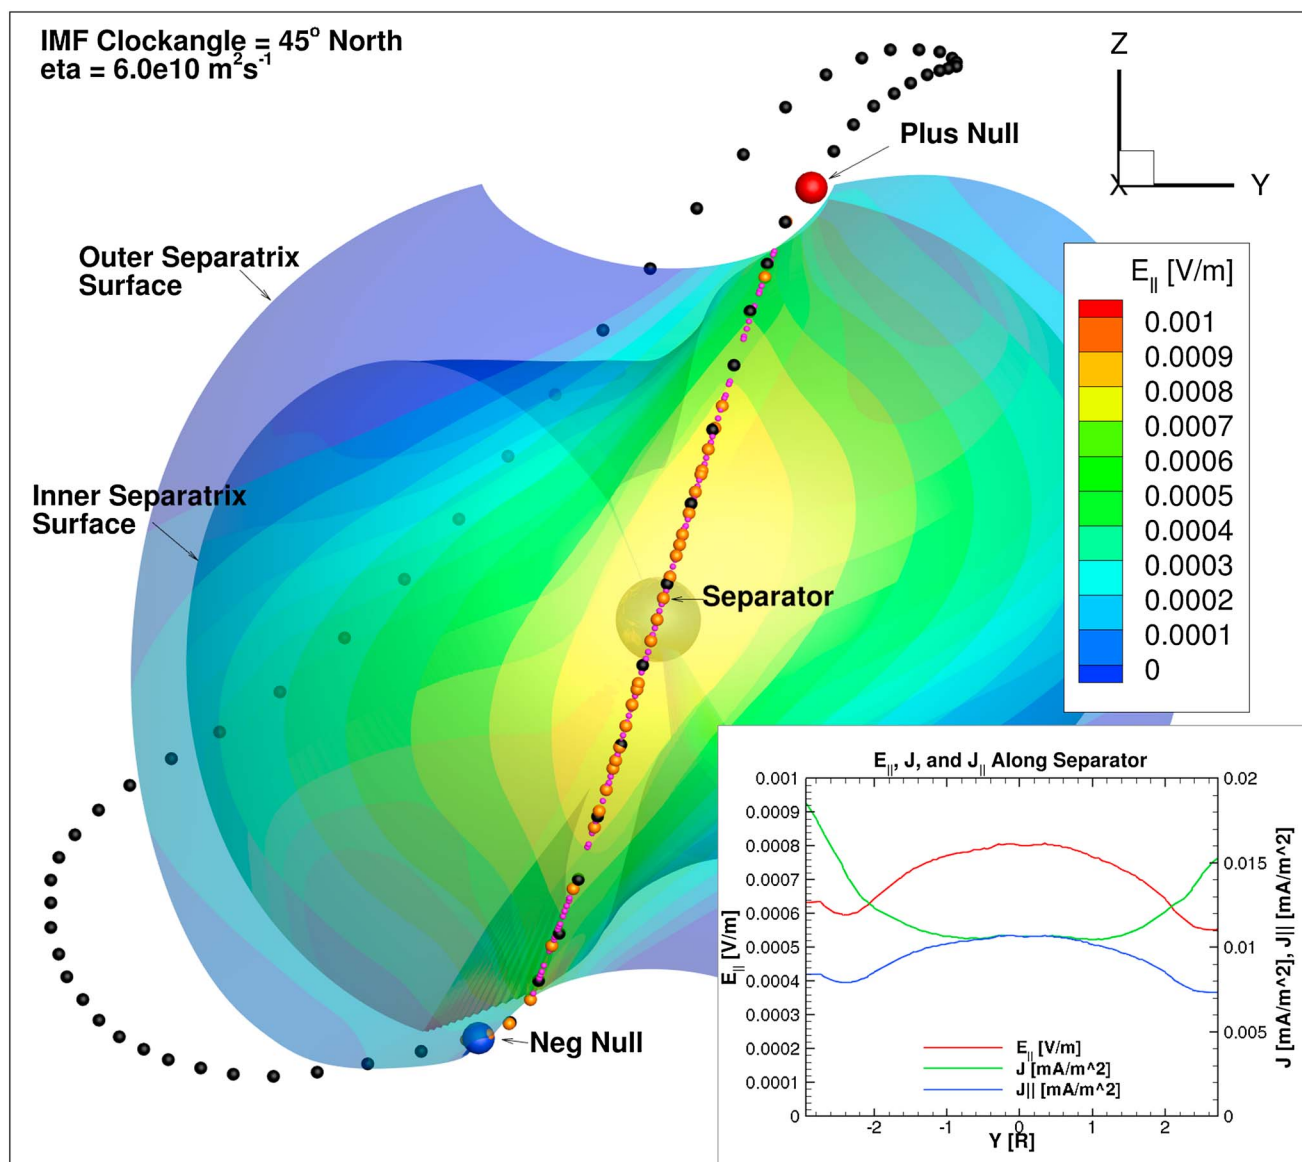 IMF Clockangle = 45° North
eta = 6.0e10 m²s⁻¹
Z
X
Y
Plus Null
Outer Separatrix
Surface
Inner Separatrix
Surface
Separator
Neg Null
E|| [V/m]
0.001
0.0009
0.0008
0.0007
0.0006
0.0005
0.0004
0.0003
0.0002
0.0001
0
E||, J, and J|| Along Separator
0.001
0.0009
0.0008
0.0007
0.0006
0.0005
0.0004
0.0003
0.0002
0.0001
0
E|| [V/m]
0.02
0.015
0.01
0.005
0
J [mA/m^2], J|| [mA/m^2]
E|| [V/m]
J [mA/m^2]
J|| [mA/m^2]
-2 -1 0 1 2
Y [R]